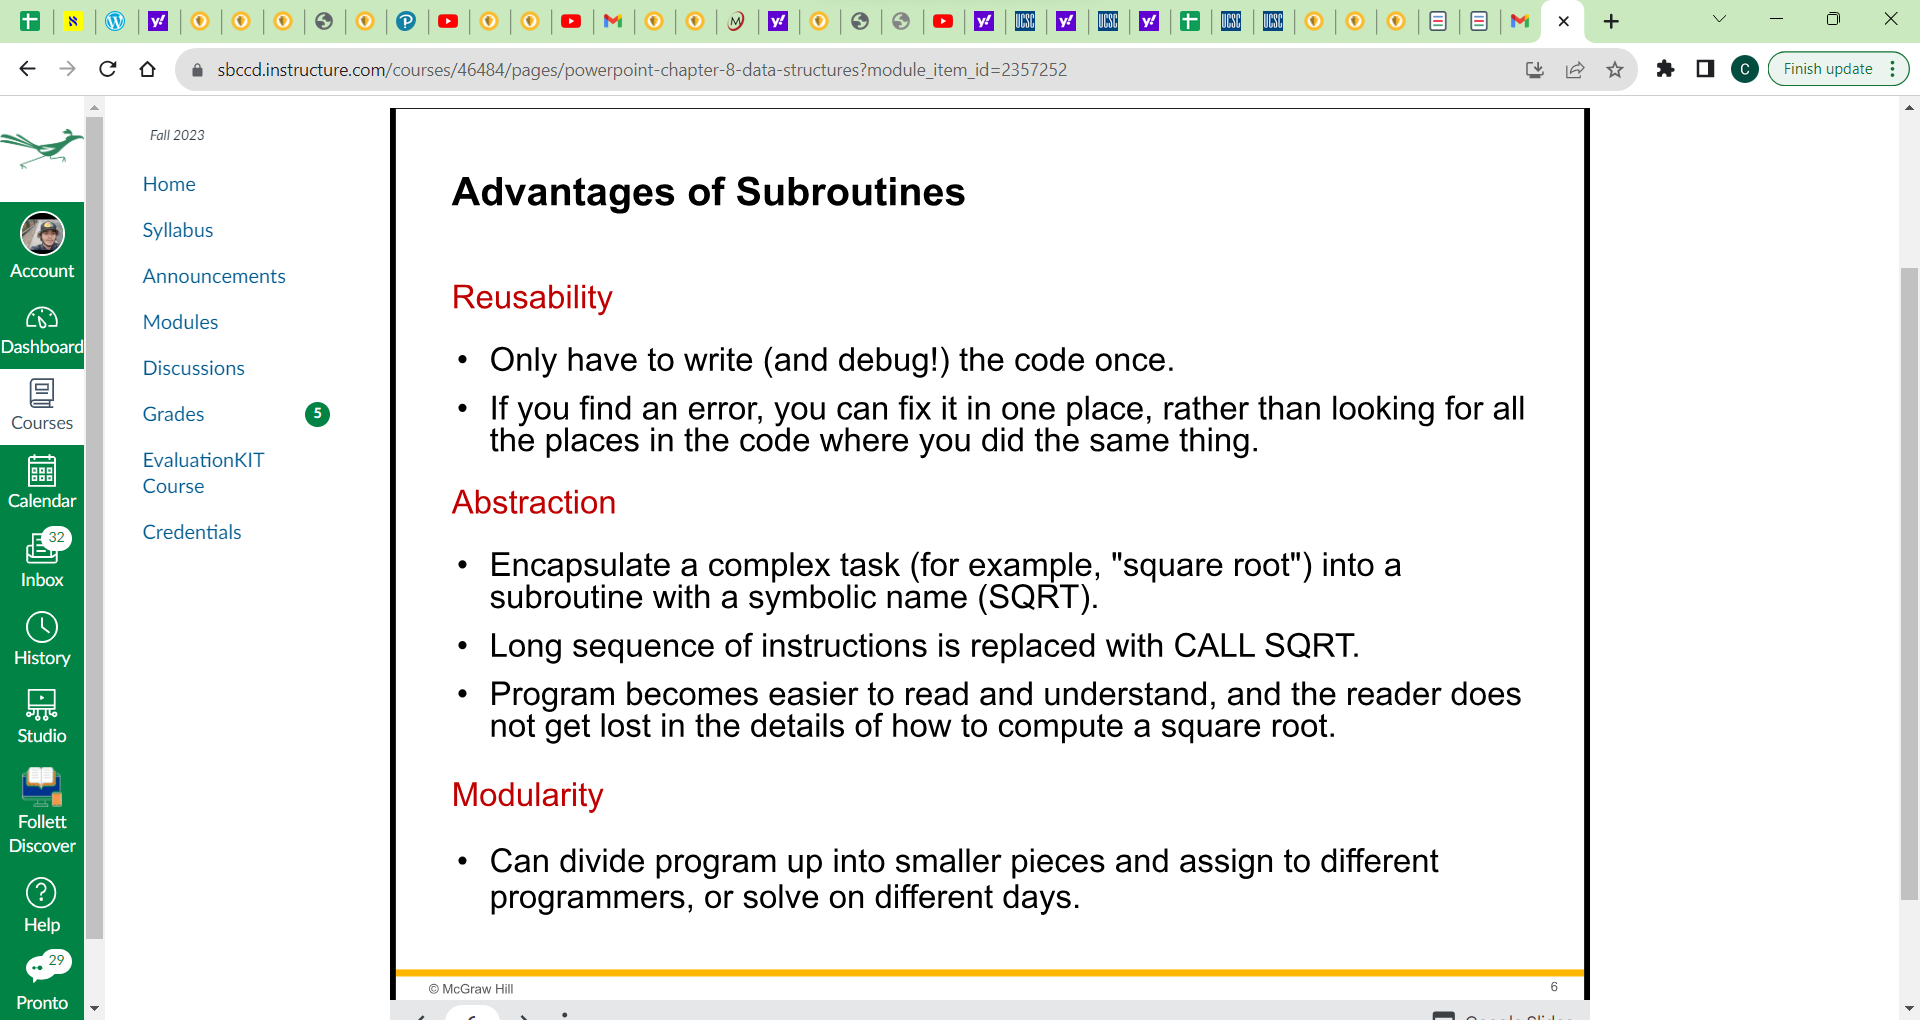 sbccd.instructure.com/courses/46484/pages/powerpoint-chapter-8-data-structures?module_item_id=2357252
C
Finish update
Fall 2023
Home
Syllabus
Announcements
Modules
Discussions
Grades
5
EvaluationKIT
Course
Credentials
Account
Dashboard
Courses
Calendar
32
Inbox
History
Studio
Follett
Discover
Help
29
Pronto
Advantages of Subroutines
Reusability
• Only have to write (and debug!) the code once.
• If you find an error, you can fix it in one place, rather than looking for all
the places in the code where you did the same thing.
Abstraction
• Encapsulate a complex task (for example, "square root") into a
subroutine with a symbolic name (SQRT).
• Long sequence of instructions is replaced with CALL SQRT.
• Program becomes easier to read and understand, and the reader does
not get lost in the details of how to compute a square root.
Modularity
• Can divide program up into smaller pieces and assign to different
programmers, or solve on different days.
© McGraw Hill
6